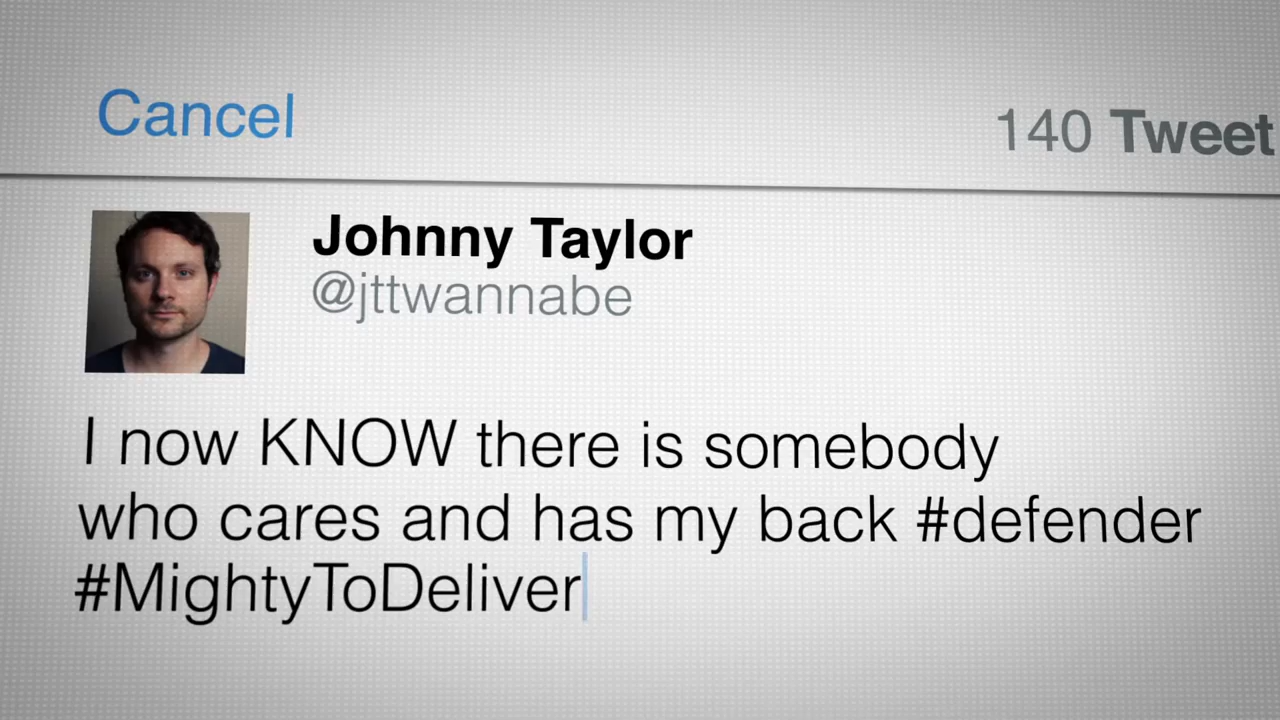 Cancel
140 Tweet
Johnny Taylor
@jttwannabe
I now KNOW there is somebody
who cares and has my back #defender
#MightyToDeliver